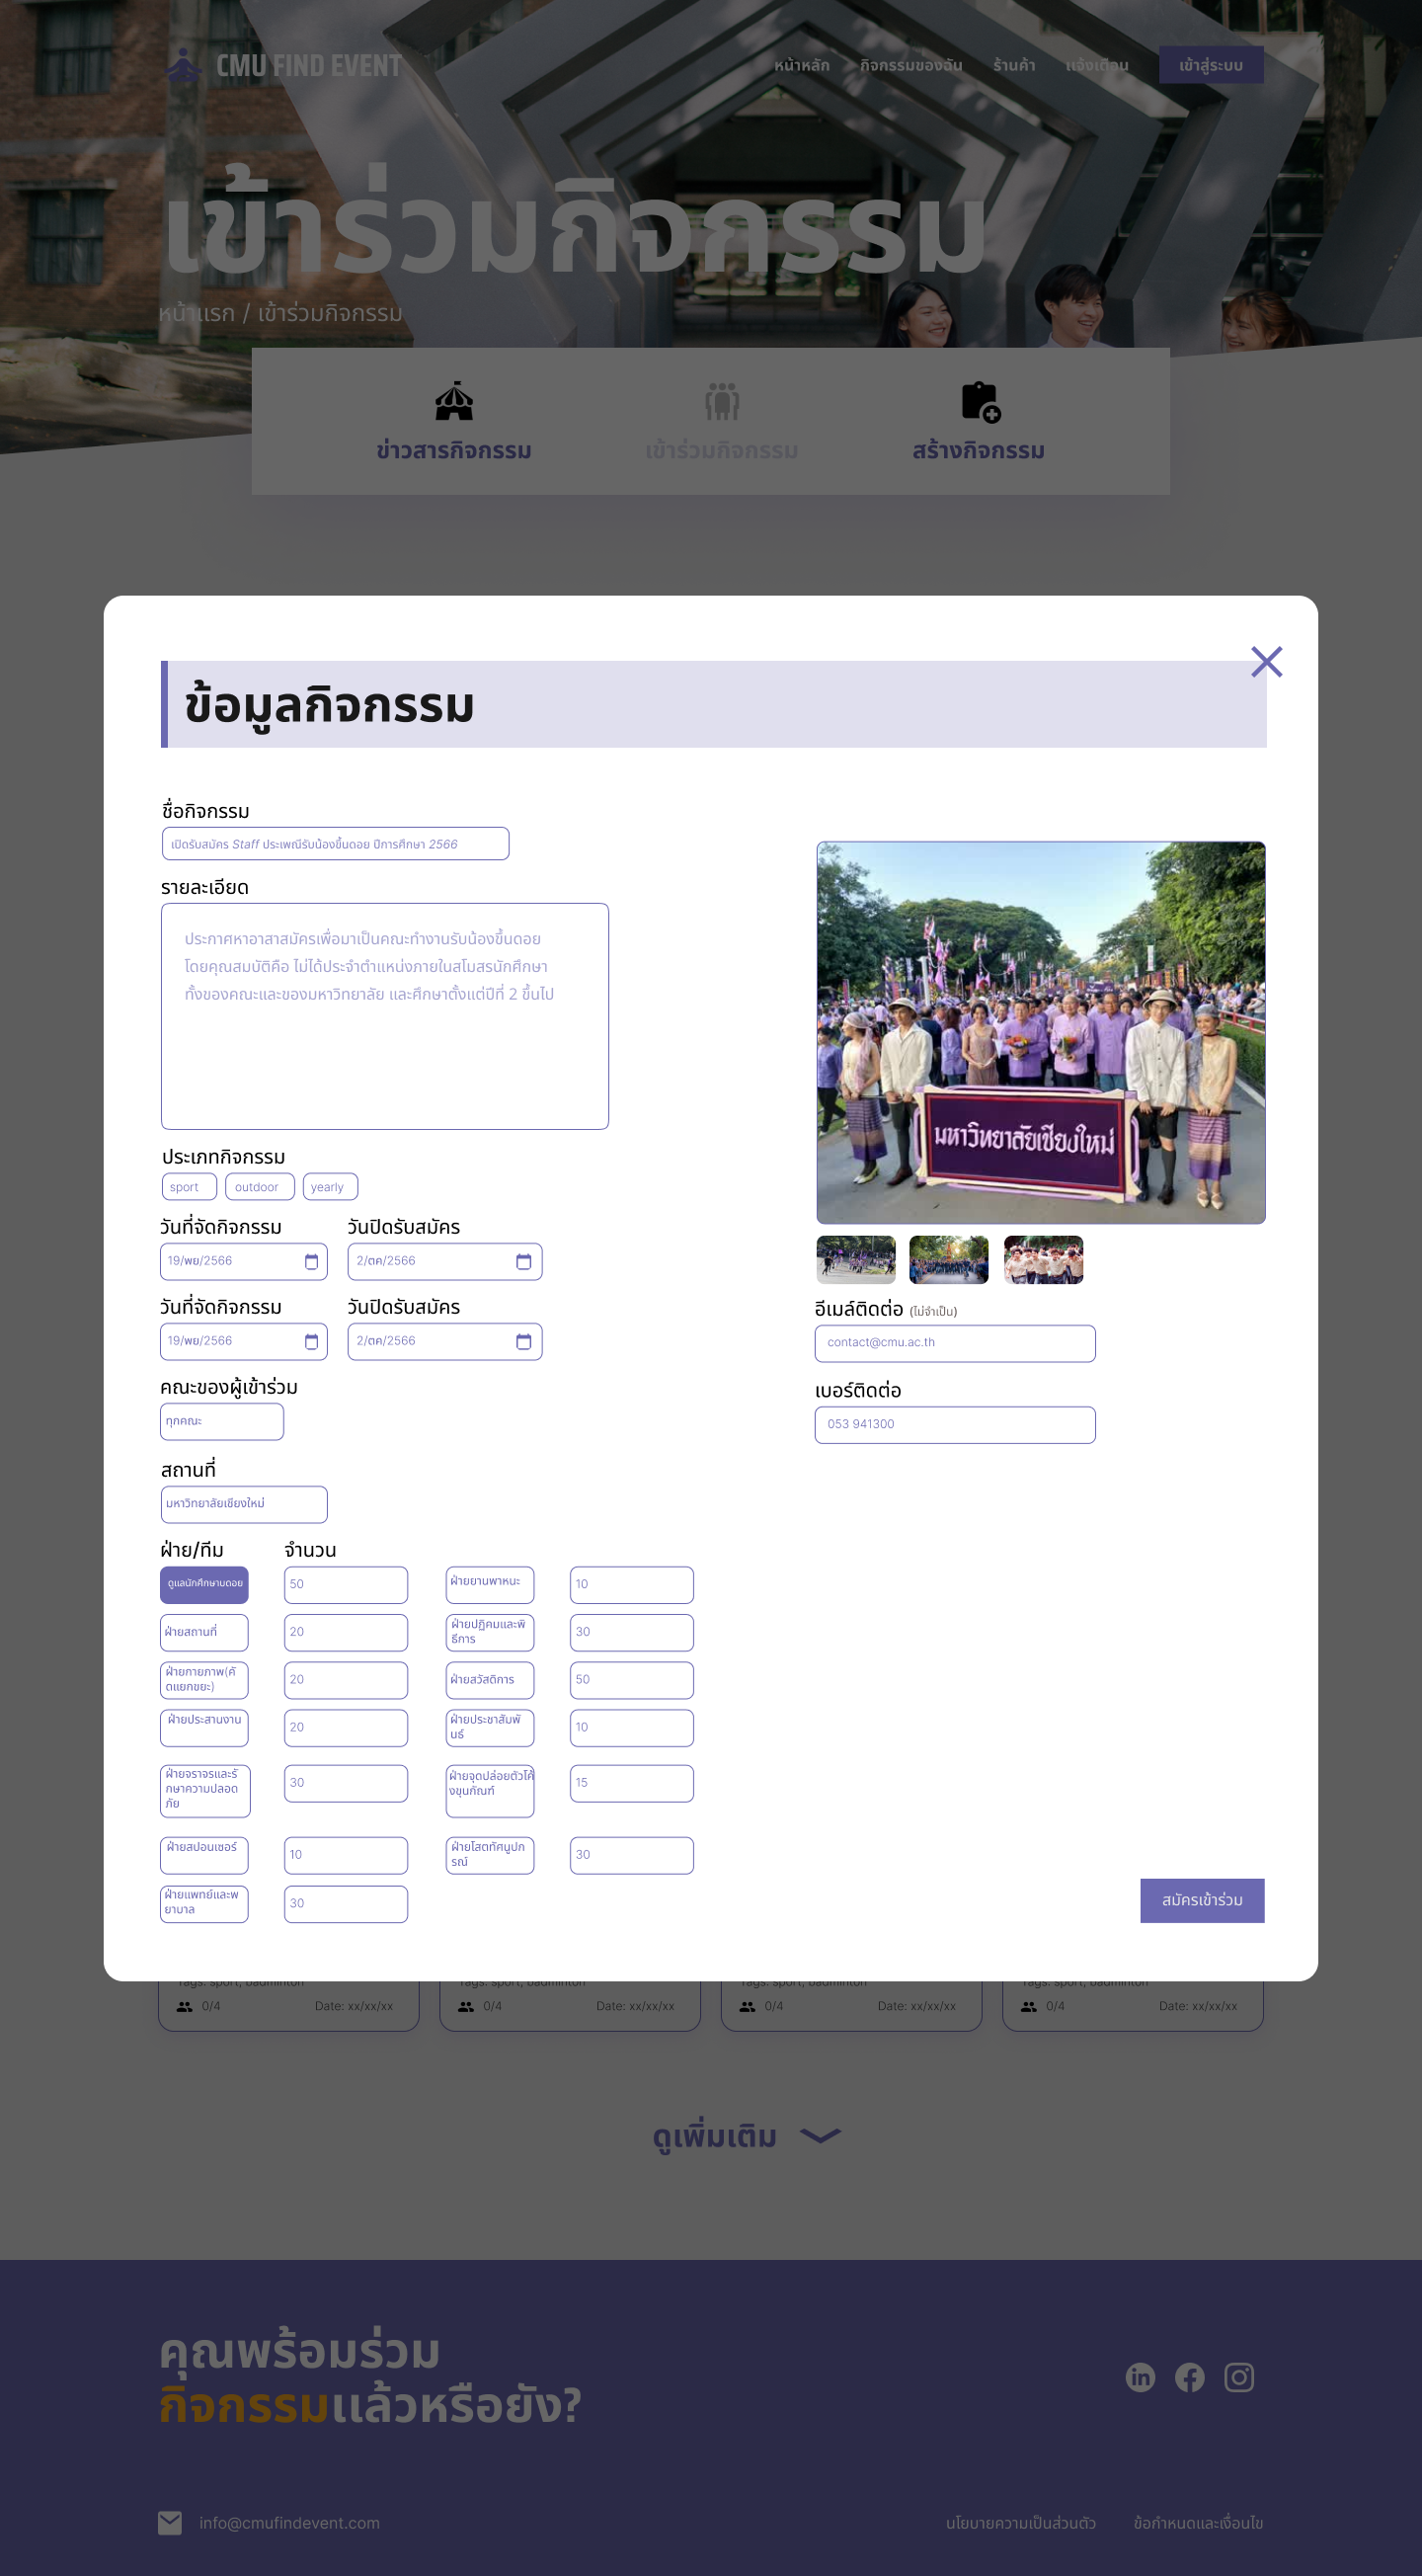 CMU FIND EVENT
หน้าหลัก
กิจกรรมของฉัน
ร้านค้า
แจ้งเตือน
เข้าสู่ระบบ
เข้าร่วมกิจกรรม
หน้าแรก / เข้าร่วมกิจกรรม
ข่าวสารกิจกรรม
เข้าร่วมกิจกรรม
สร้างกิจกรรม
ข้อมูลกิจกรรม
ชื่อกิจกรรม
เปิดรับสมัคร Staff ประเพณีรับน้องขึ้นดอย ปีการศึกษา 2566
รายละเอียด
ประกาศหาอาสาสมัครเพื่อมาเป็นคณะทำงานรับน้องขึ้นดอย
โดยคุณสมบัติคือ ไม่ได้ประจำตำแหน่งภายในสโมสรนักศึกษา
ทั้งของคณะและของมหาวิทยาลัย และศึกษาตั้งแต่ปีที่ 2 ขึ้นไป
มหาวิทยาลัยเชียงใหม่
ประเภทกิจกรรม
sport
outdoor
yearly
วันที่จัดกิจกรรม
วันปิดรับสมัคร
19/พย/2566
2/ตค/2566
วันที่จัดกิจกรรม
วันปิดรับสมัคร
19/พย/2566
2/ตค/2566
อีเมล์ติดต่อ (ไม่จำเป็น)
contact@cmu.ac.th
คณะของผู้เข้าร่วม
ทุกคณะ
เบอร์ติดต่อ
053 941300
สถานที่
มหาวิทยาลัยเชียงใหม่
ฝ่าย/ทีม
จำนวน
ดูแลนักศึกษาบดอย
50
ฝ่ายยานพาหนะ
10
ฝ่ายสถานที่
20
ฝ่ายปฏิคมและพิ
ธีการ
30
ฝ่ายกายภาพ(คั
ดแยกขยะ)
20
ฝ่ายสวัสดิการ
50
ฝ่ายประสานงาน
20
ฝ่ายประชาสัมพั
นธ์
10
ฝ่ายจราจรและรั
กษาความปลอด
ภัย
30
ฝ่ายจุดปล่อยตัวโค้
งขุนกัณฑ์
15
ฝ่ายสปอนเซอร์
10
ฝ่ายโสตทัศนูปก
รณ์
30
ฝ่ายแพทย์และพ
ยาบาล
30
สมัครเข้าร่วม
Tags: sport, badminton
Tags: sport, badminton
Tags: sport, badminton
Tags: sport, badminton
0/4
Date: xx/xx/xx
0/4
Date: xx/xx/xx
0/4
Date: xx/xx/xx
0/4
Date: xx/xx/xx
ดูเพิ่มเติม
คุณพร้อมร่วม
กิจกรรมแล้วหรือยัง?
info@cmufindevent.com
นโยบายความเป็นส่วนตัว
ข้อกำหนดและเงื่อนไข